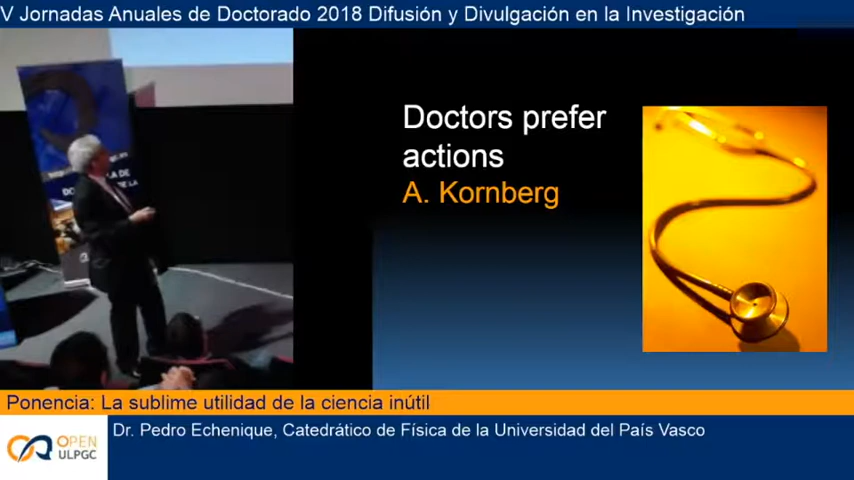 V Jornadas Anuales de Doctorado 2018 Difusión y Divulgación en la Investigación
Doctors prefer
actions
A. Kornberg
Ponencia: La sublime utilidad de la ciencia inútil
OPEN
ULPGC
Dr. Pedro Echenique, Catedrático de Física de la Universidad del País Vasco